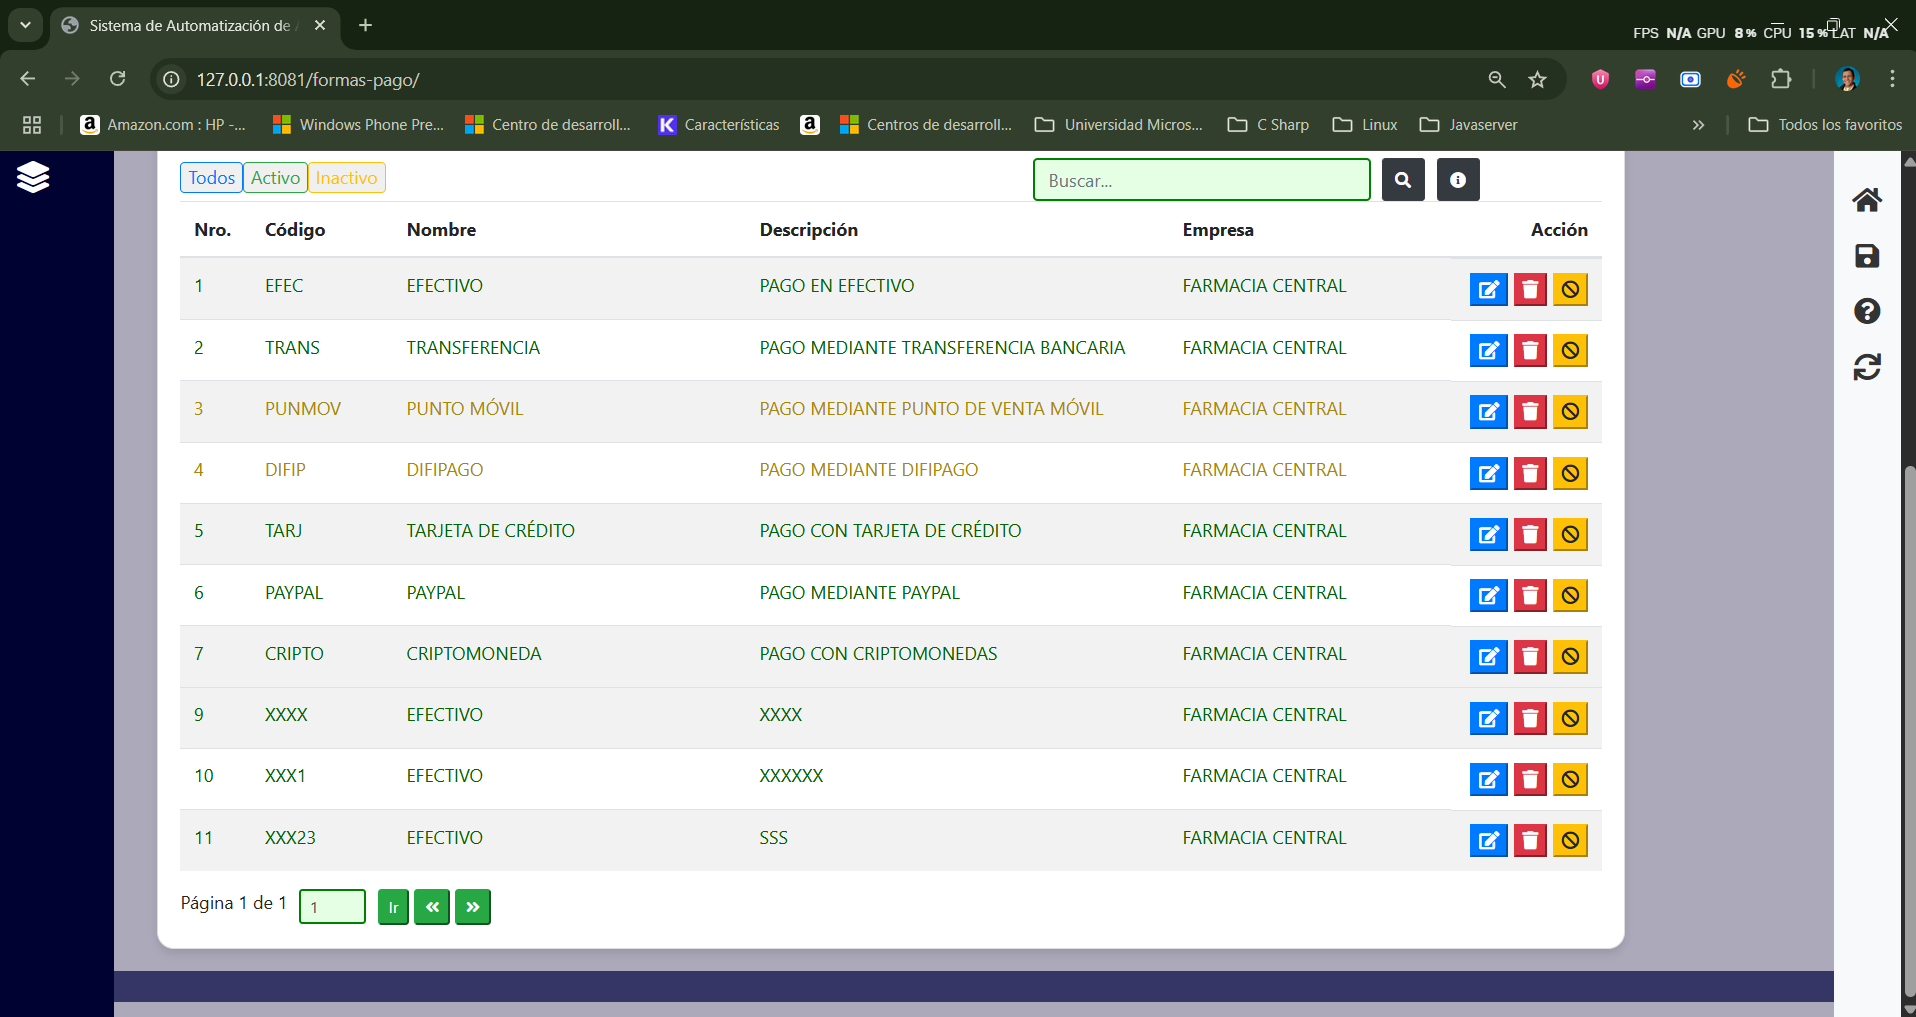 Sistema de Automatización de
FPS N/A GPU 8% CPU 15% LAT N/A
127.0.0.1:8081/formas-pago/
Amazon.com : HP -... Windows Phone Pre... Centro de desarroll... Características Centros de desarroll... Universidad Micros... C Sharp Linux Javaserver » Todos los favoritos
Todos Activo Inactivo Buscar...
Nro. Código Nombre Descripción Empresa Acción
1 EFEC EFECTIVO PAGO EN EFECTIVO FARMACIA CENTRAL
2 TRANS TRANSFERENCIA PAGO MEDIANTE TRANSFERENCIA BANCARIA FARMACIA CENTRAL
3 PUNMOV PUNTO MÓVIL PAGO MEDIANTE PUNTO DE VENTA MÓVIL FARMACIA CENTRAL
4 DIFIP DIFIPAGO PAGO MEDIANTE DIFIPAGO FARMACIA CENTRAL
5 TARJ TARJETA DE CRÉDITO PAGO CON TARJETA DE CRÉDITO FARMACIA CENTRAL
6 PAYPAL PAYPAL PAGO MEDIANTE PAYPAL FARMACIA CENTRAL
7 CRIPTO CRIPTOMONEDA PAGO CON CRIPTOMONEDAS FARMACIA CENTRAL
9 XXXX EFECTIVO XXXX FARMACIA CENTRAL
10 XXX1 EFECTIVO XXXXXX FARMACIA CENTRAL
11 XXX23 EFECTIVO SSS FARMACIA CENTRAL
Página 1 de 1 1 Ir « »